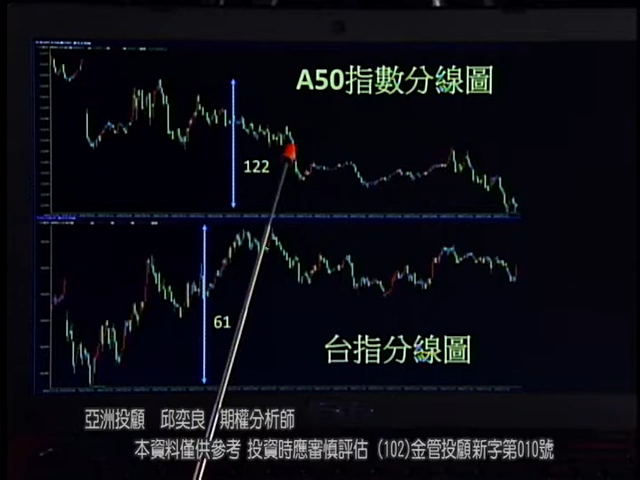 A50指數分線圖
122
61
台指分線圖
亞洲投顧 邱奕良 期權分析師
本資料僅供參考 投資時應審慎評估 (102)金管投顧新字第010號